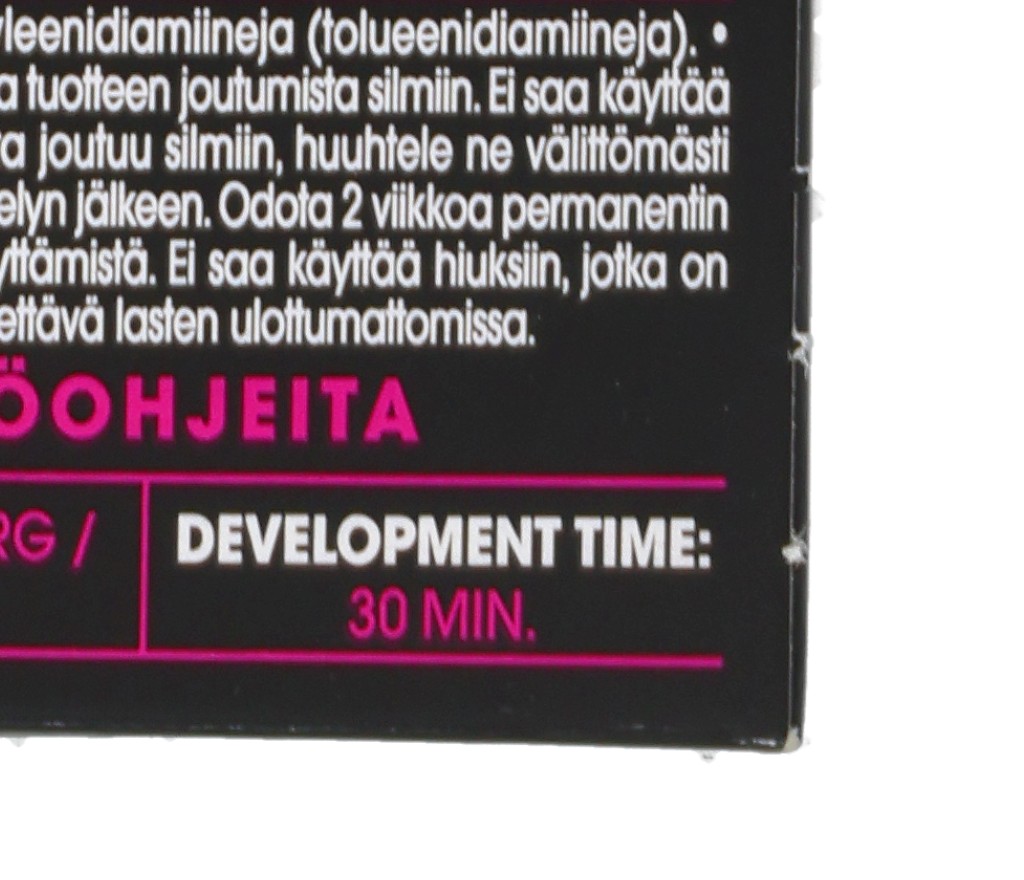 yleenidiamiineja (tolueenidiamiineja). •
a tuotteen joutumista silmiin. Ei saa käyttää
a joutuu silmiin, huuhtele ne välittömästi
elyn jälkeen. Odota 2 viikkoa permanentin
yttämistä. Ei saa käyttää hiuksiin, jotka on
ettävä lasten ulottumattomissa.
ÖOHJEITA
RG /
DEVELOPMENT TIME:
30 MIN.